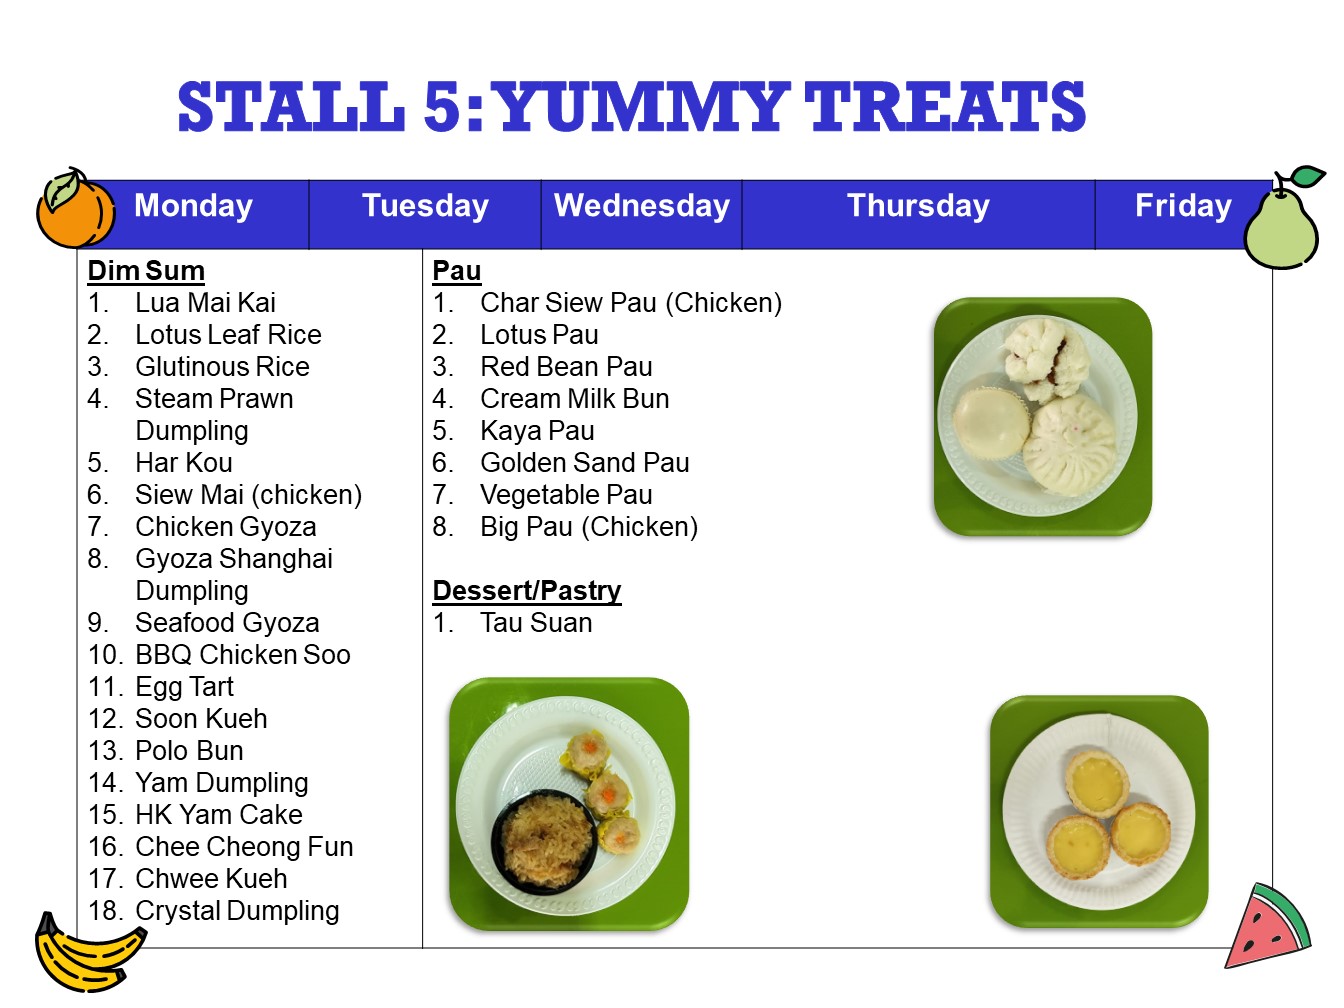 STALL 5: YUMMY TREATS
Monday Tuesday Wednesday Thursday Friday
Dim Sum
1. Lua Mai Kai
2. Lotus Leaf Rice
3. Glutinous Rice
4. Steam Prawn
Dumpling
5. Har Kou
6. Siew Mai (chicken)
7. Chicken Gyoza
8. Gyoza Shanghai
Dumpling
9. Seafood Gyoza
10. BBQ Chicken Soo
11. Egg Tart
12. Soon Kueh
13. Polo Bun
14. Yam Dumpling
15. HK Yam Cake
16. Chee Cheong Fun
17. Chwee Kueh
18. Crystal Dumpling
Pau
1. Char Siew Pau (Chicken)
2. Lotus Pau
3. Red Bean Pau
4. Cream Milk Bun
5. Kaya Pau
6. Golden Sand Pau
7. Vegetable Pau
8. Big Pau (Chicken)
Dessert/Pastry
1. Tau Suan